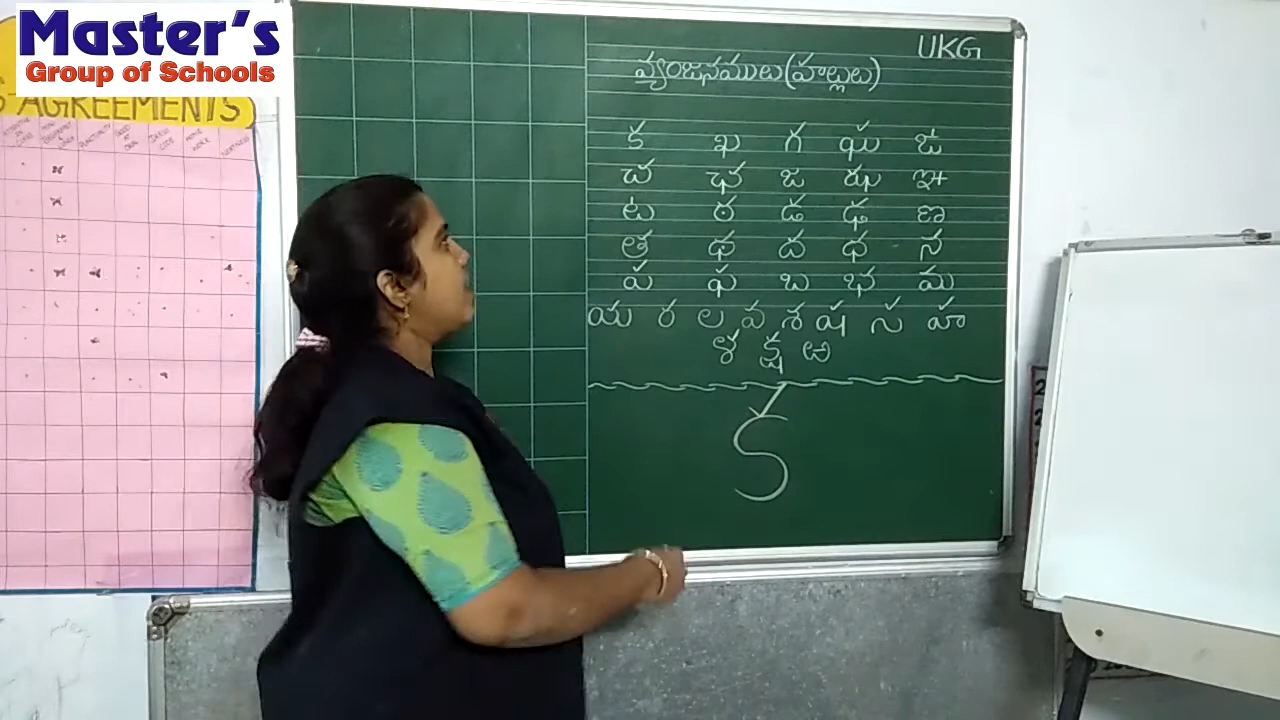 Master's
Group of Schools
AGREEMENTS
UKG
వ్యంజనములు(హల్లులు)
క ఖ గ ఘ ఙ
చ ఛ జ ఝ ఞ
ట ఠ డ ఢ ణ
త థ ద ధ న
ప ఫ బ భ మ
య ర ల వ శ ష స హ
ళ క్ష ఱ